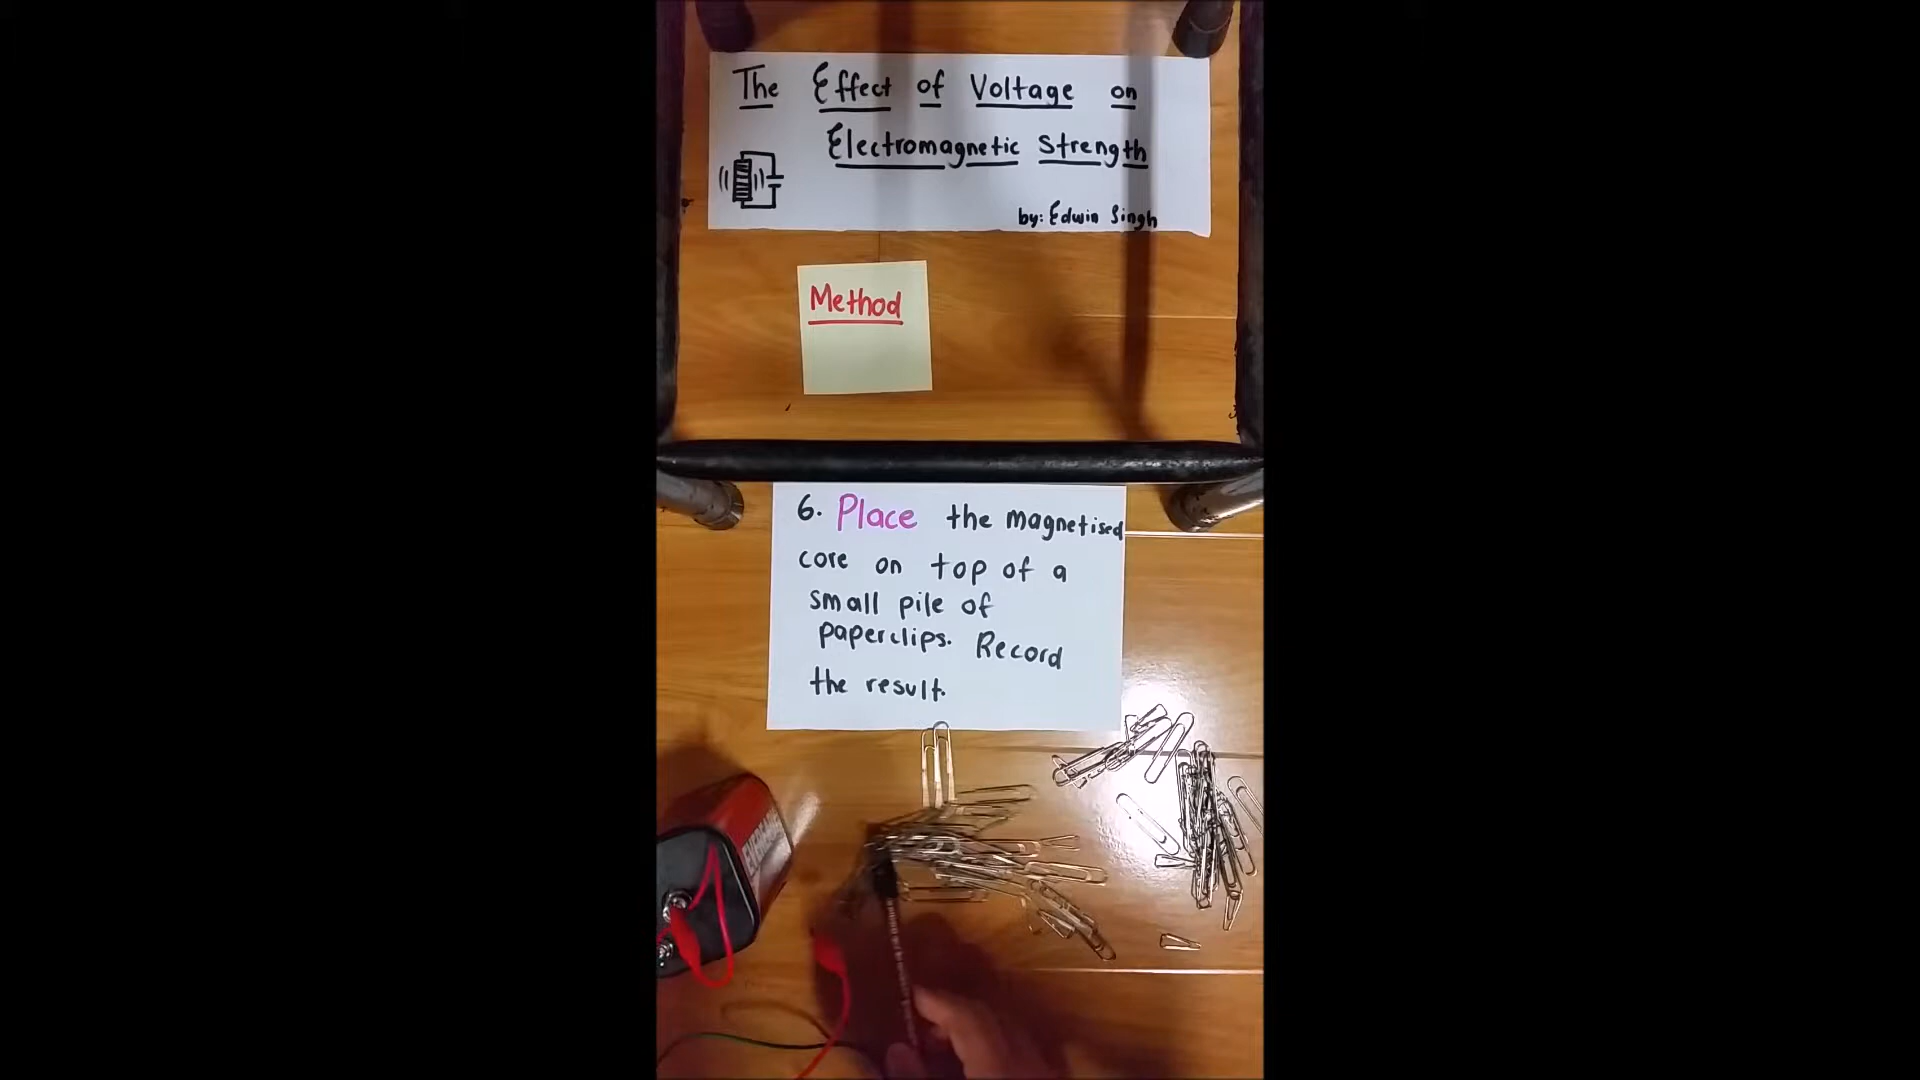 The Effect of Voltage on
Electromagnetic Strength
by: Edwin Singh
Method
6. Place the magnetised
core on top of a
small pile of
paperclips. Record
the result.